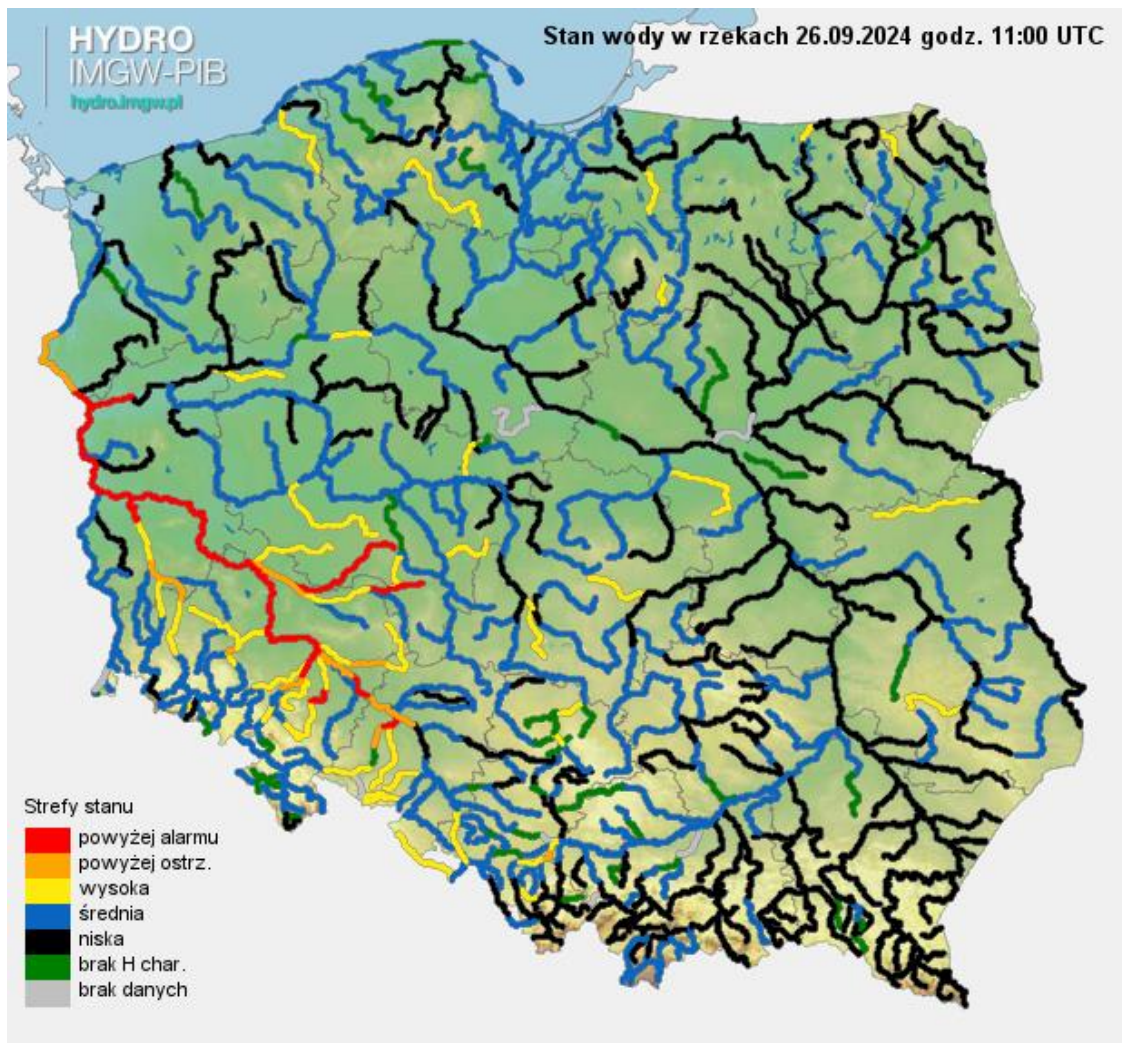 HYDRO
IMGW-PIB
hydro.imgw.pl
Stan wody w rzekach 26.09.2024 godz. 11:00 UTC
Strefy stanu
powyżej alarmu
powyżej ostrz.
wysoka
średnia
niska
brak H char.
brak danych